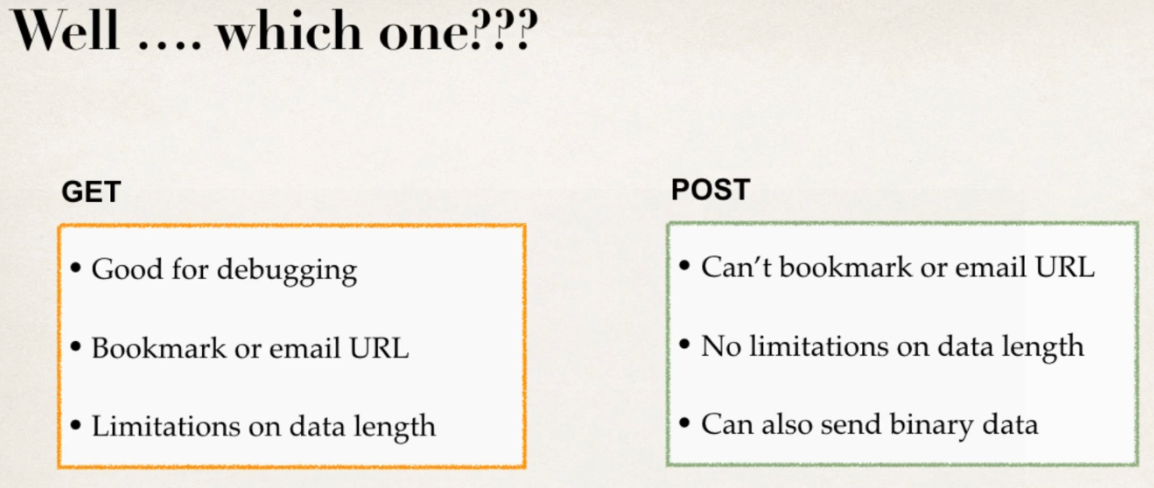 Well .... which one???
GET
• Good for debugging
• Bookmark or email URL
• Limitations on data length
POST
• Can’t bookmark or email URL
• No limitations on data length
• Can also send binary data